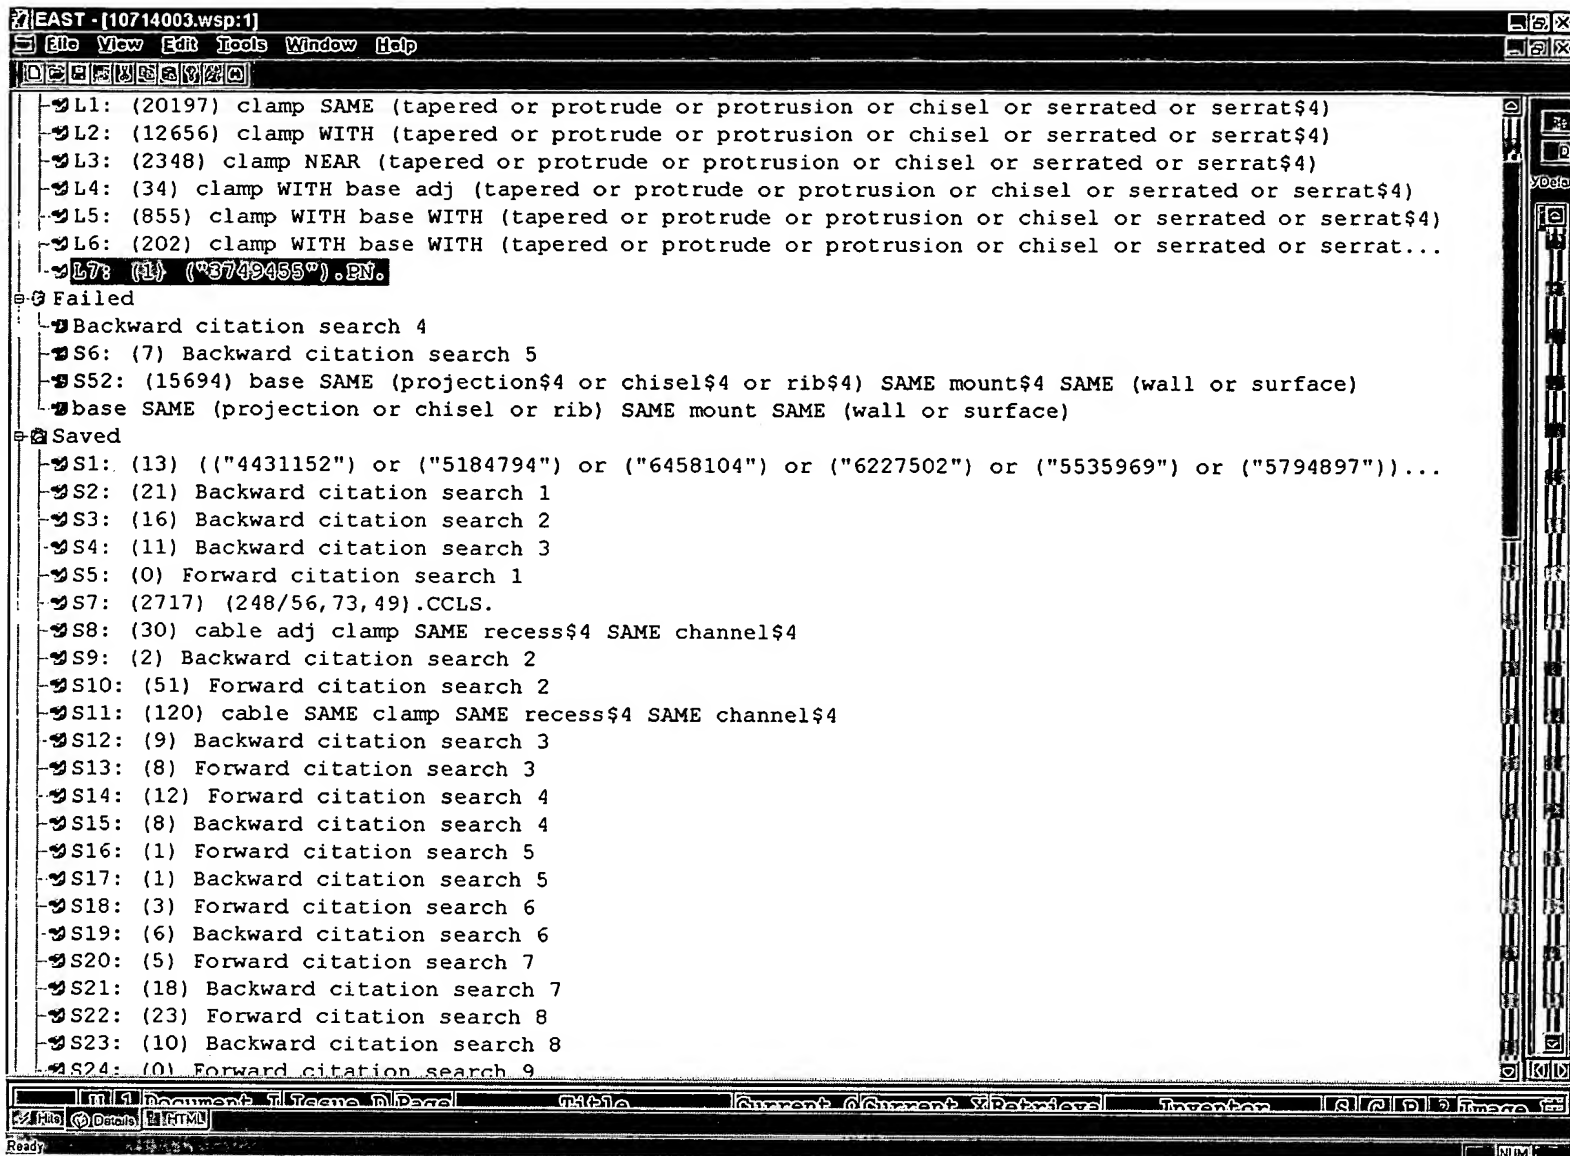 EAST - [10714003.wsp:1]
File View Edit Tools Window Help
L1: (20197) clamp SAME (tapered or protrude or protrusion or chisel or serrated or serrat$4)
L2: (12656) clamp WITH (tapered or protrude or protrusion or chisel or serrated or serrat$4)
L3: (2348) clamp NEAR (tapered or protrude or protrusion or chisel or serrated or serrat$4)
L4: (34) clamp WITH base adj (tapered or protrude or protrusion or chisel or serrated or serrat$4)
L5: (855) clamp WITH base WITH (tapered or protrude or protrusion or chisel or serrated or serrat$4)
L6: (202) clamp WITH base WITH (tapered or protrude or protrusion or chisel or serrated or serrat...
L7: (1) ("3749455").PN.
Failed
Backward citation search 4
S6: (7) Backward citation search 5
S52: (15694) base SAME (projection$4 or chisel$4 or rib$4) SAME mount$4 SAME (wall or surface)
base SAME (projection or chisel or rib) SAME mount SAME (wall or surface)
Saved
S1: (13) (("4431152") or ("5184794") or ("6458104") or ("6227502") or ("5535969") or ("5794897"))...
S2: (21) Backward citation search 1
S3: (16) Backward citation search 2
S4: (11) Backward citation search 3
S5: (0) Forward citation search 1
S7: (2717) (248/56,73,49).CCLS.
S8: (30) cable adj clamp SAME recess$4 SAME channel$4
S9: (2) Backward citation search 2
S10: (51) Forward citation search 2
S11: (120) cable SAME clamp SAME recess$4 SAME channel$4
S12: (9) Backward citation search 3
S13: (8) Forward citation search 3
S14: (12) Forward citation search 4
S15: (8) Backward citation search 4
S16: (1) Forward citation search 5
S17: (1) Backward citation search 5
S18: (3) Forward citation search 6
S19: (6) Backward citation search 6
S20: (5) Forward citation search 7
S21: (18) Backward citation search 7
S22: (23) Forward citation search 8
S23: (10) Backward citation search 8
S24: (0) Forward citation search 9
U 1 Document I Issue D Page Title Current O Current X Retrieval Inventor S C P 2 Image
Hits Details HTML
Ready NUM